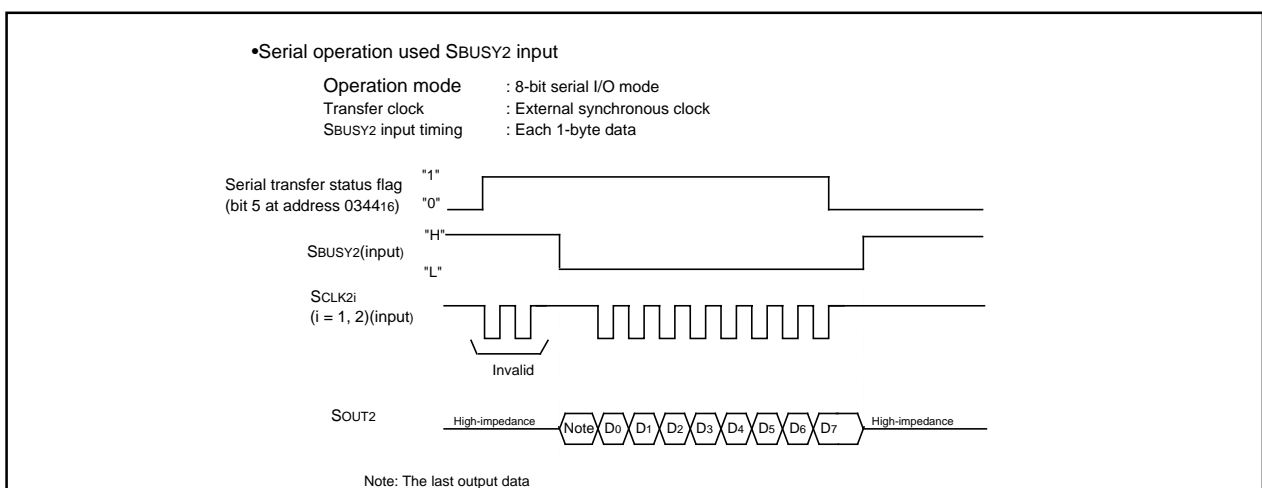 •Serial operation used SBUSY2 input
Operation mode : 8-bit serial I/O mode
Transfer clock : External synchronous clock
SBUSY2 input timing : Each 1-byte data
Serial transfer status flag
(bit 5 at address 034416)
"1"
"0"
SBUSY2(input)
"H"
"L"
SCLK2i
(i = 1, 2)(input)
Invalid
SOUT2
High-impedance Note D0 D1 D2 D3 D4 D5 D6 D7 High-impedance
Note: The last output data